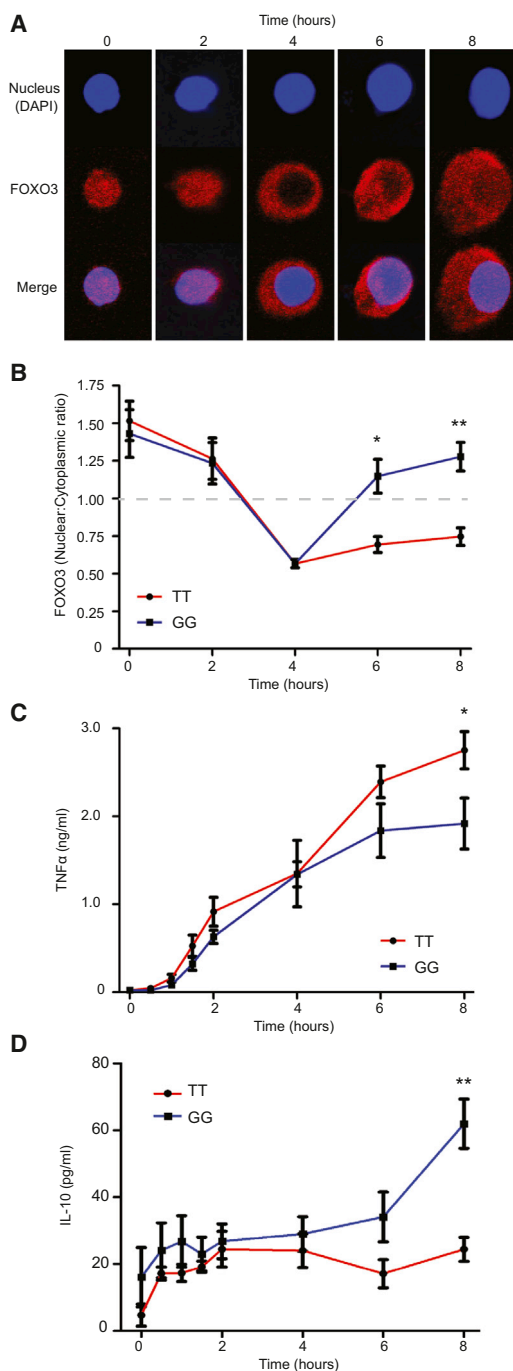 A
Time (hours)
0 2 4 6 8
Nucleus
(DAPI)
FOXO3
Merge
B
FOXO3 (Nuclear:Cytoplasmic ratio)
1.75
1.50
1.25
1.00
0.75
0.50
0.25
0
* **
TT
GG
0 2 4 6 8
Time (hours)
C
TNFα (ng/ml)
3.0
2.0
1.0
0
*
TT
GG
0 2 4 6 8
Time (hours)
D
IL-10 (pg/ml)
80
60
40
20
0
**
TT
GG
0 2 4 6 8
Time (hours)